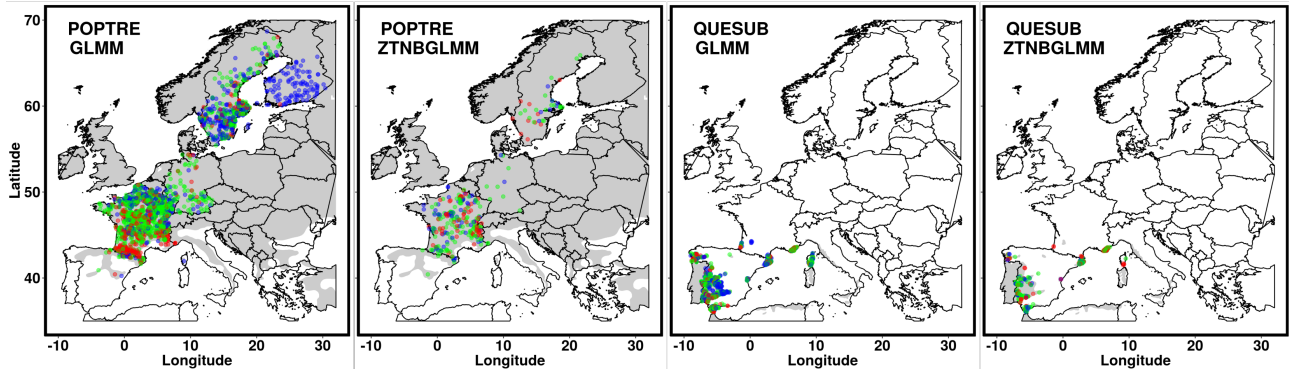 POPTRE
GLMM
POPTRE
ZTNBGLMM
QUESUB
GLMM
QUESUB
ZTNBGLMM
70
60
50
40
Latitude
-10 0 10 20 30
-10 0 10 20 30
-10 0 10 20 30
-10 0 10 20 30
Longitude
Longitude
Longitude
Longitude